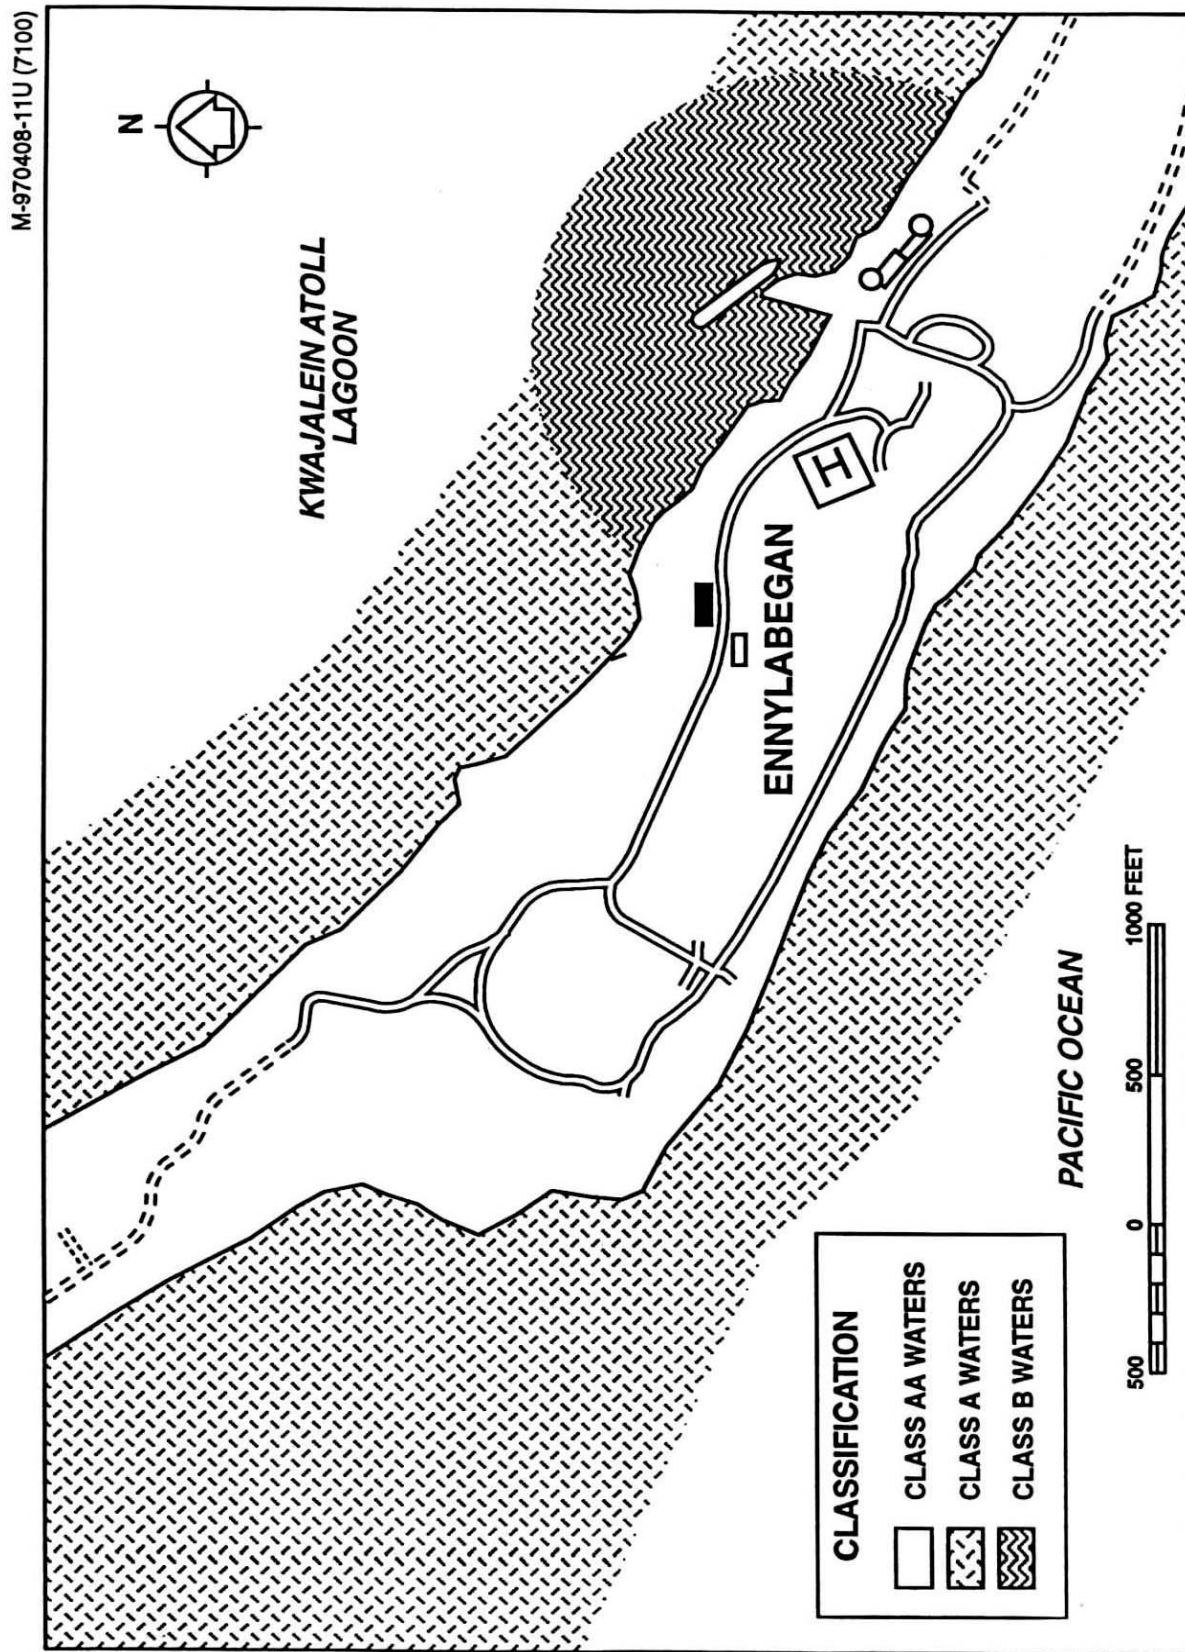 M-970408-11U (7100)
N
KWAJALEIN ATOLL
LAGOON
ENNYLABEGAN
H
PACIFIC OCEAN
CLASSIFICATION
CLASS AA WATERS
CLASS A WATERS
CLASS B WATERS
500 0 500 1000 FEET